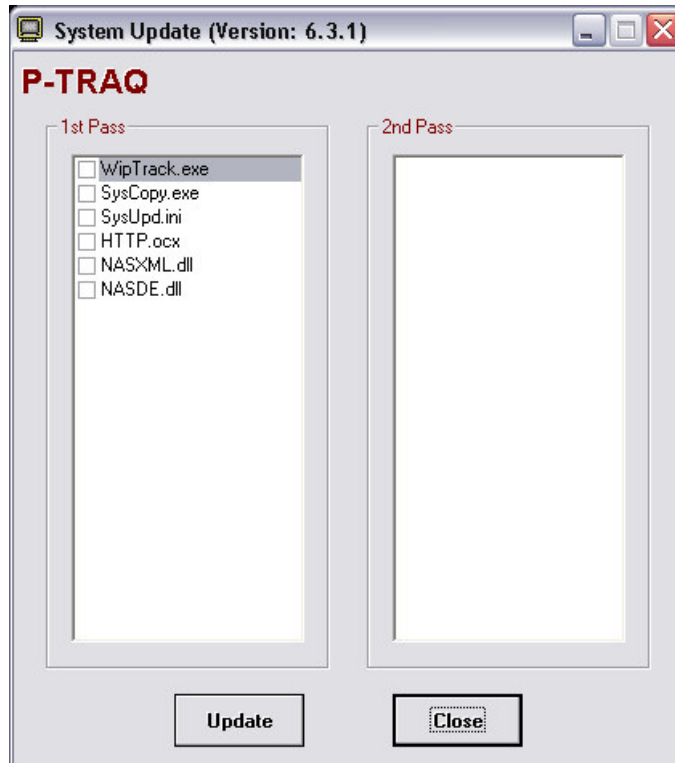 System Update (Version: 6.3.1)
P-TRAQ
1st Pass
WipTrack.exe
SysCopy.exe
SysUpd.ini
HTTP.ocx
NASXML.dll
NASDE.dll
2nd Pass
Update
Close